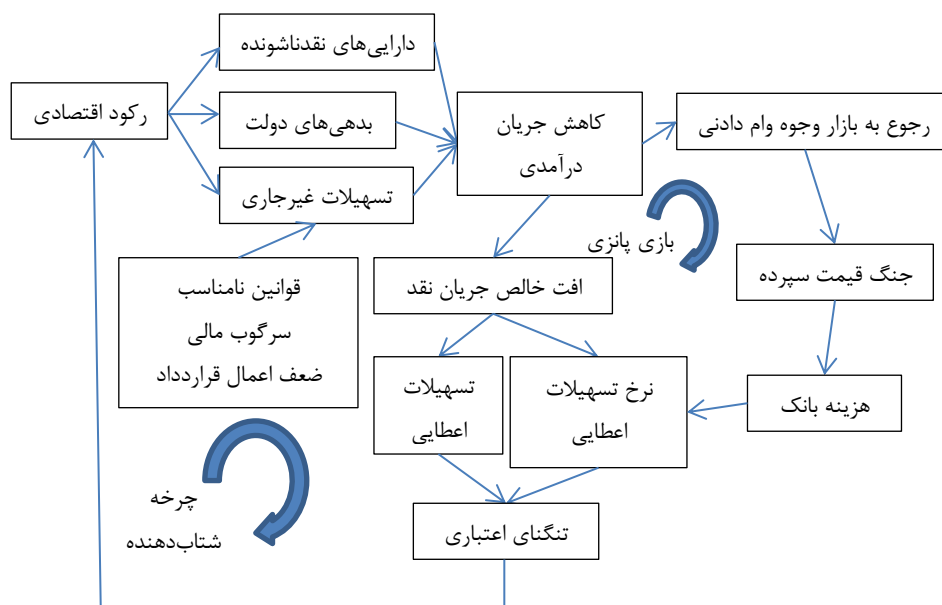 دارایی‌های نقدناشونده
رکود اقتصادی
بدهی‌های دولت
کاهش جریان
درآمدی
رجوع به بازار وجوه وام دادنی
تسهیلات غیرجاری
بازی پانزی
قوانین نامناسب
سرگوب مالی
ضعف اعمال قراردداد
افت خالص جریان نقد
جنگ قیمت سپرده
تسهیلات
اعطایی
نرخ تسهیلات
اعطایی
هزینه بانک
چرخه
شتاب‌دهنده
تنگنای اعتباری